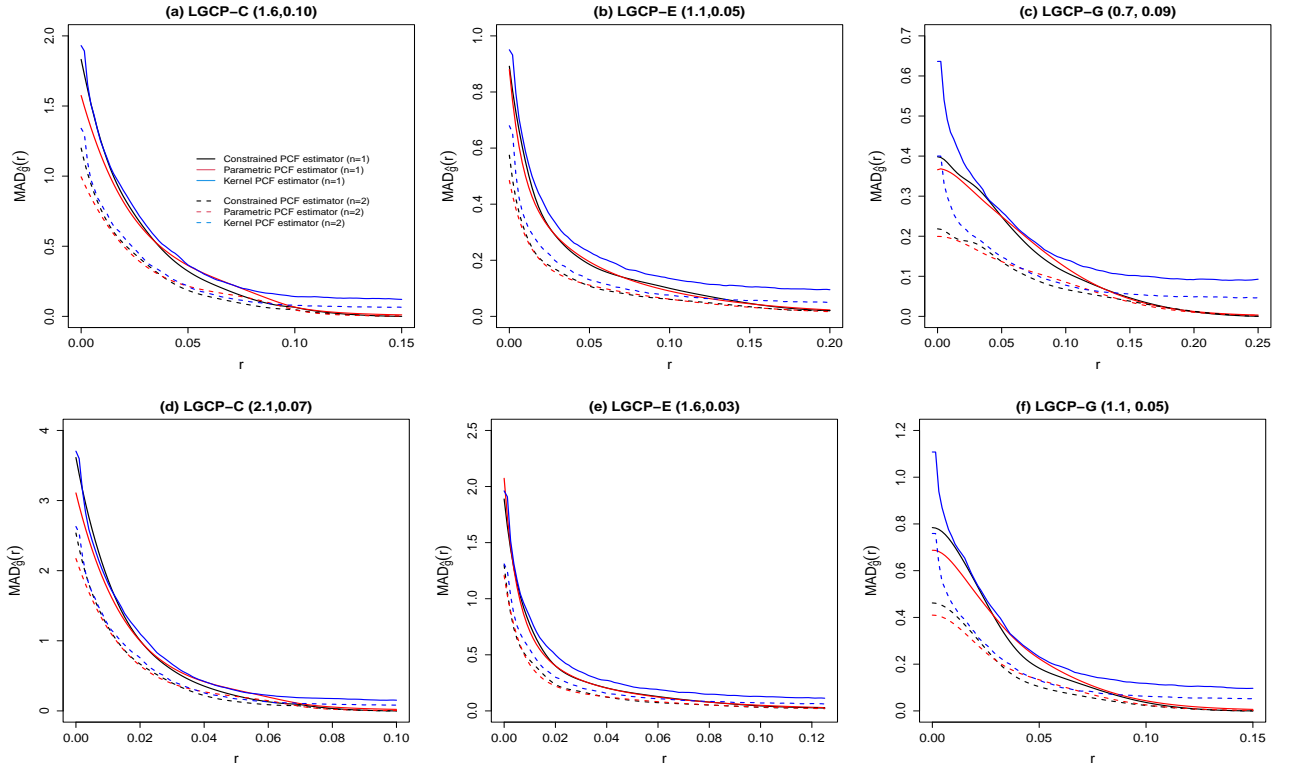 (a) LGCP−C (1.6,0.10)
MAD_ĝ(r)
2.0
1.5
1.0
0.5
0.0
0.00 0.05 0.10 0.15
r
Constrained PCF estimator (n=1)
Parametric PCF estimator (n=1)
Kernel PCF estimator (n=1)
Constrained PCF estimator (n=2)
Parametric PCF estimator (n=2)
Kernel PCF estimator (n=2)
(b) LGCP−E (1.1,0.05)
MAD_ĝ(r)
1.0
0.8
0.6
0.4
0.2
0.0
0.00 0.05 0.10 0.15 0.20
r
(c) LGCP−G (0.7, 0.09)
MAD_ĝ(r)
0.7
0.6
0.5
0.4
0.3
0.2
0.1
0.0
0.00 0.05 0.10 0.15 0.20 0.25
r
(d) LGCP−C (2.1,0.07)
MAD_ĝ(r)
4
3
2
1
0
0.00 0.02 0.04 0.06 0.08 0.10
r
(e) LGCP−E (1.6,0.03)
MAD_ĝ(r)
2.5
2.0
1.5
1.0
0.5
0.0
0.00 0.02 0.04 0.06 0.08 0.10 0.12
r
(f) LGCP−G (1.1, 0.05)
MAD_ĝ(r)
1.2
1.0
0.8
0.6
0.4
0.2
0.0
0.00 0.05 0.10 0.15
r